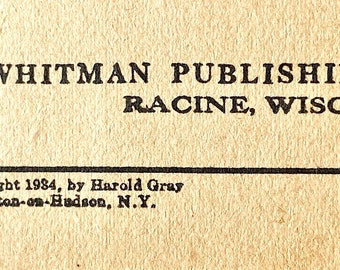 WHITMAN PUBLISHI
RACINE, WISC
ght 1934, by Harold Gray
ton-on-Hudson, N.Y.